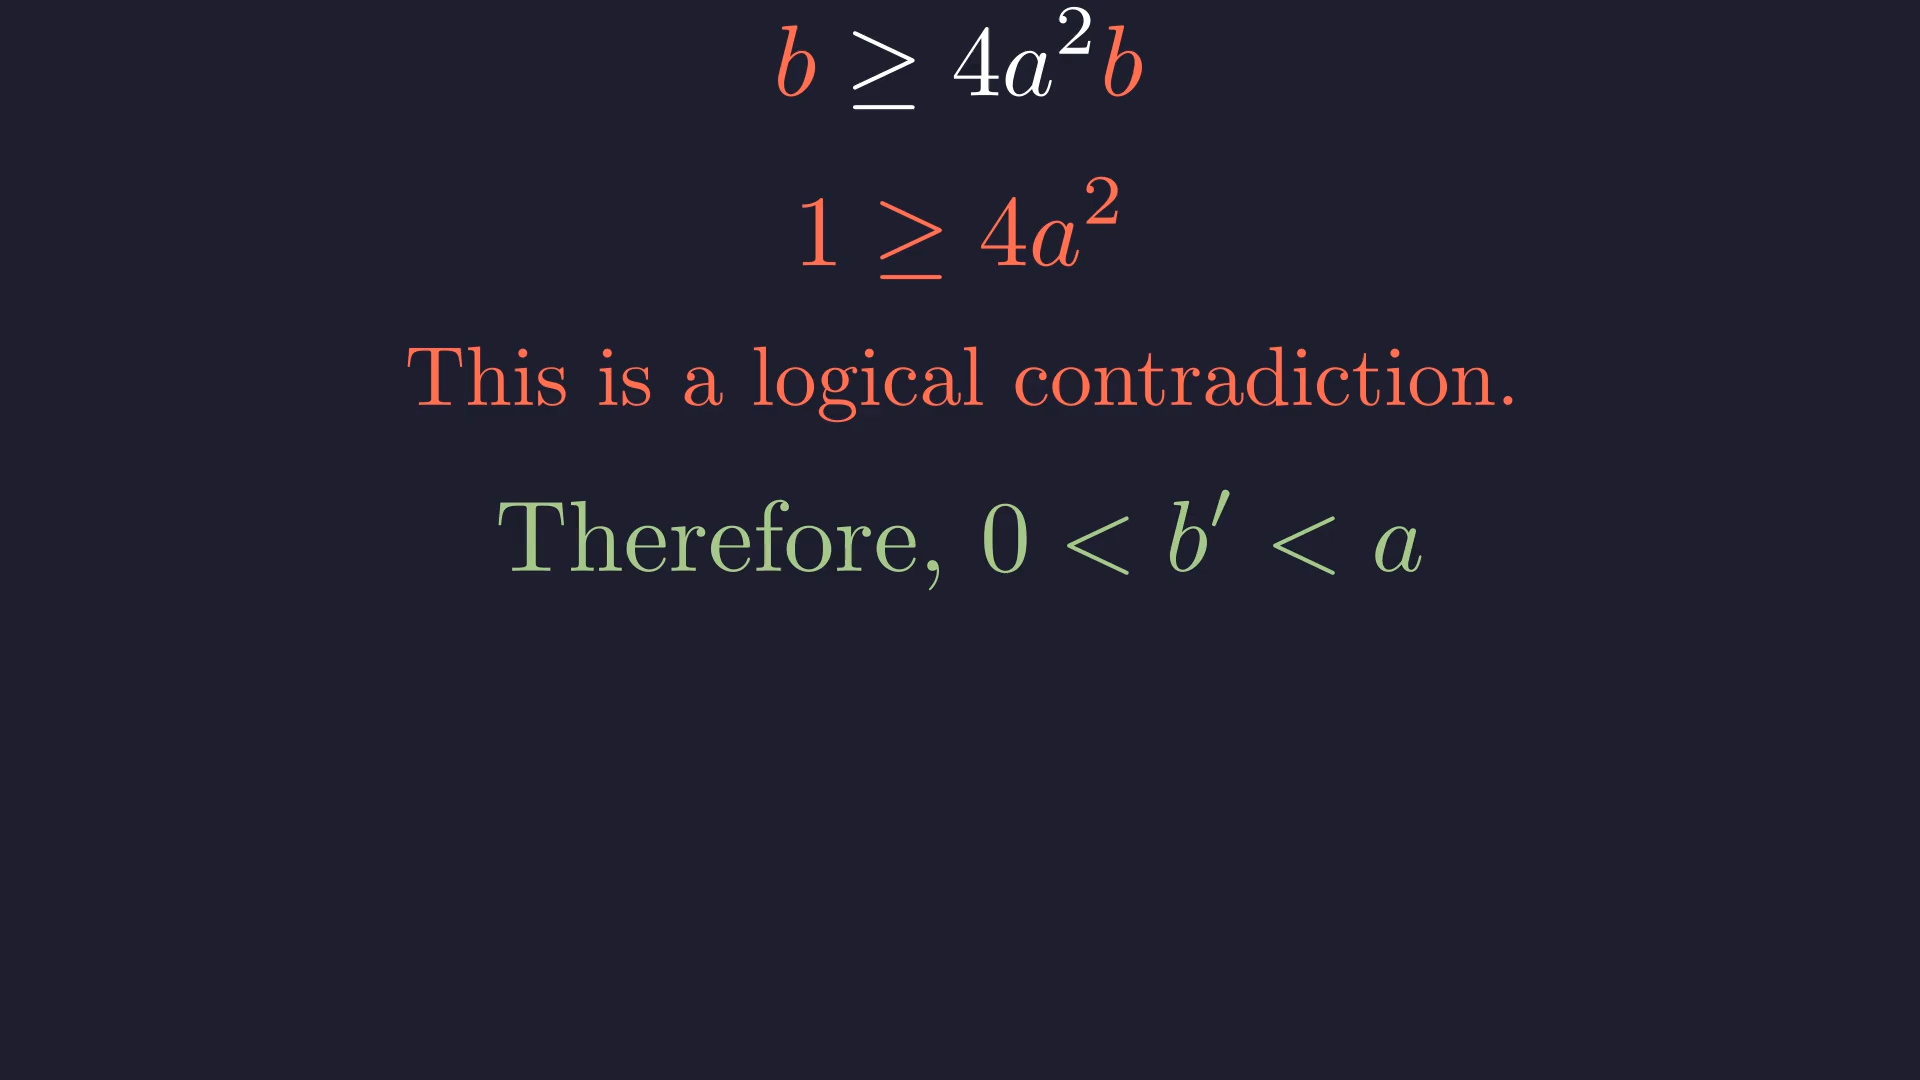 b ≥ 4a²b
1 ≥ 4a²
This is a logical contradiction.
Therefore, 0 < b′ < a